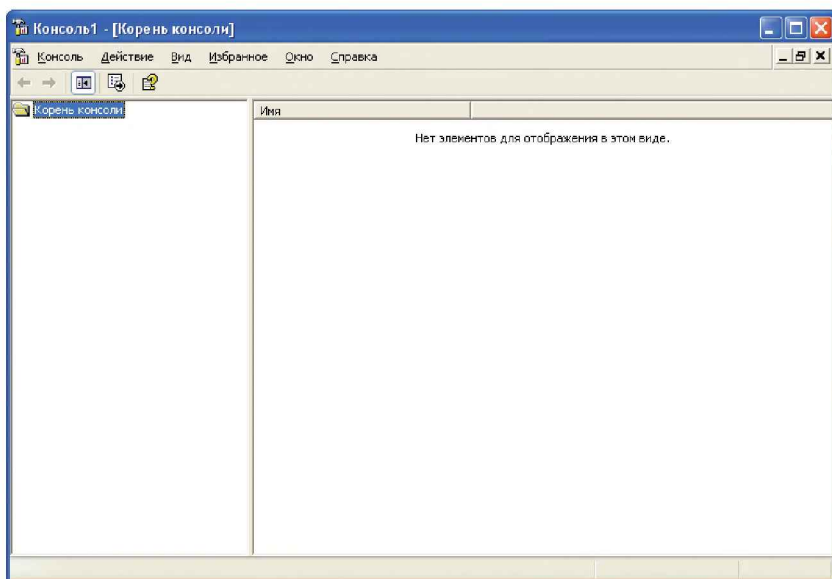 Консоль1 - [Корень консоли]
Консоль Действие Вид Избранное Окно Справка
Корень консоли
Имя
Нет элементов для отображения в этом виде.